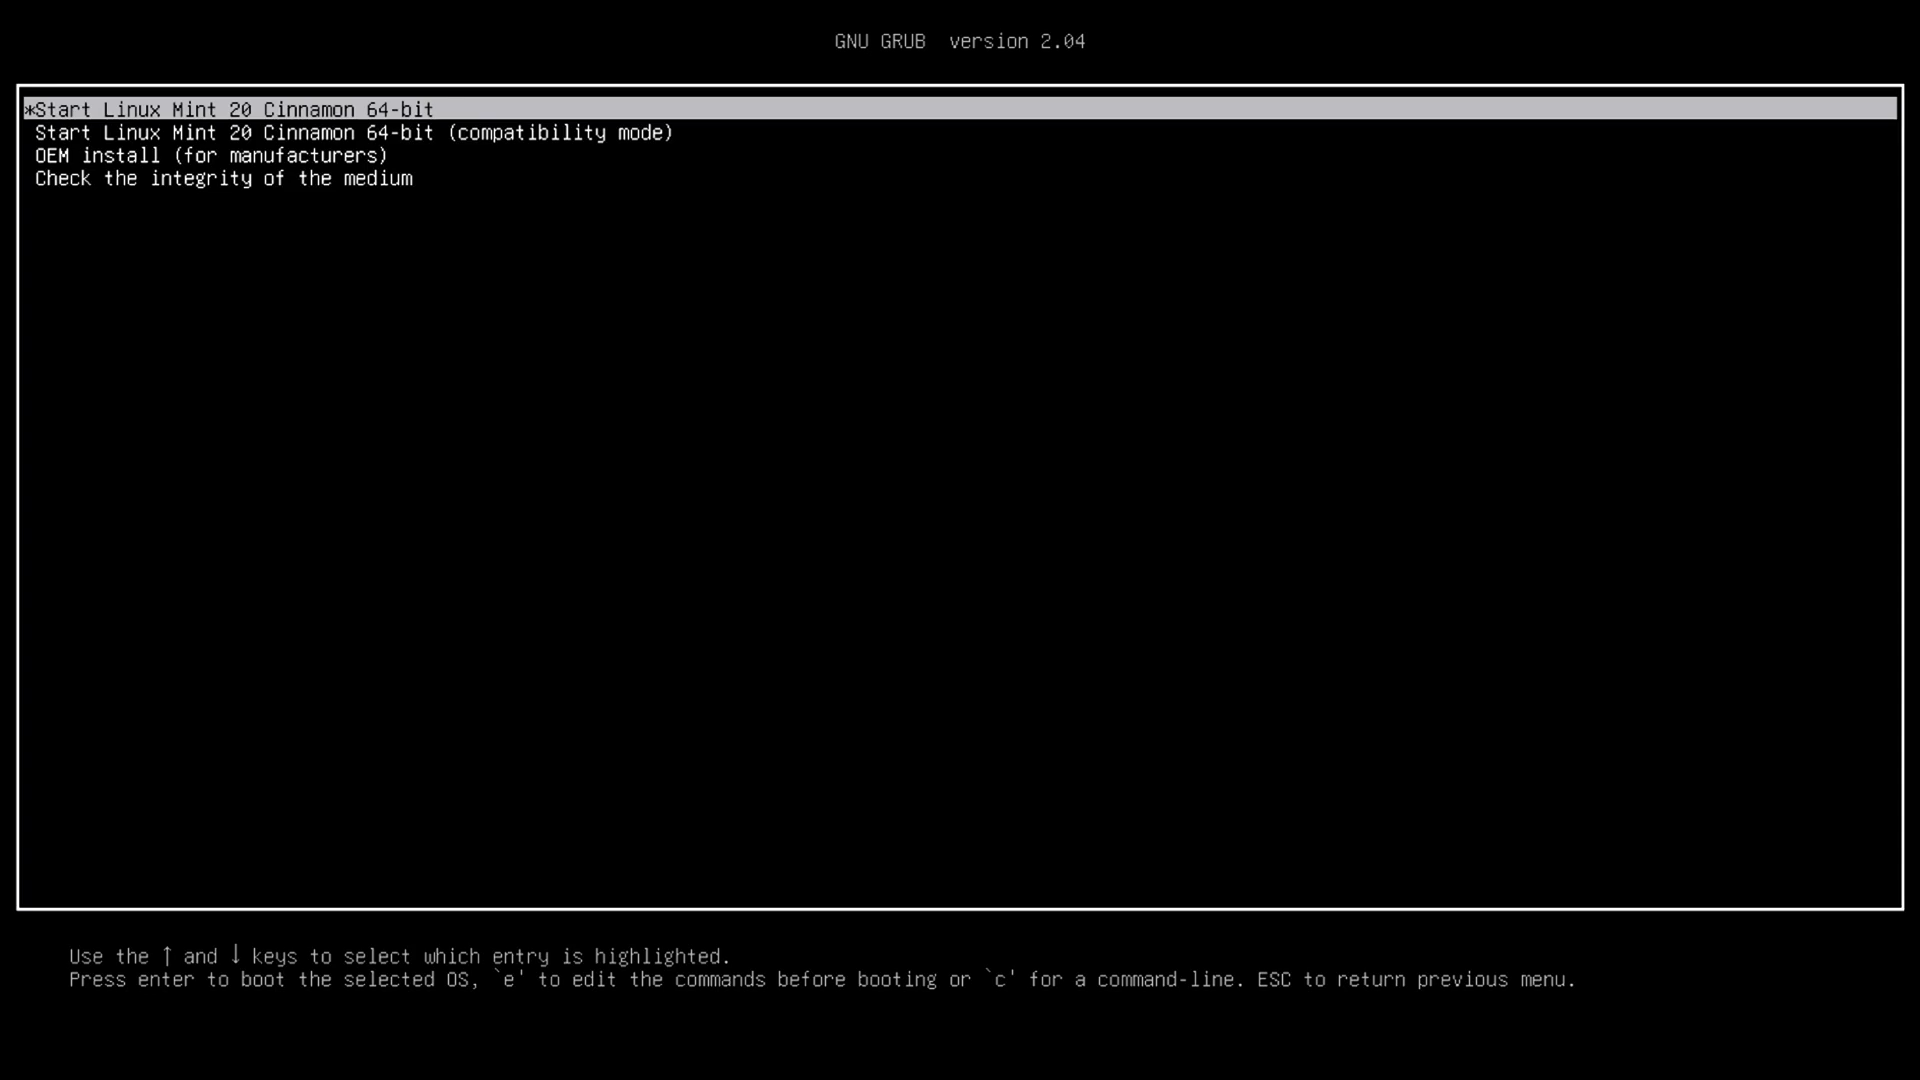 GNU GRUB  version 2.04
*Start Linux Mint 20 Cinnamon 64-bit
Start Linux Mint 20 Cinnamon 64-bit (compatibility mode)
OEM install (for manufacturers)
Check the integrity of the medium
Use the ↑ and ↓ keys to select which entry is highlighted.
Press enter to boot the selected OS, `e' to edit the commands before booting or `c' for a command-line. ESC to return previous menu.